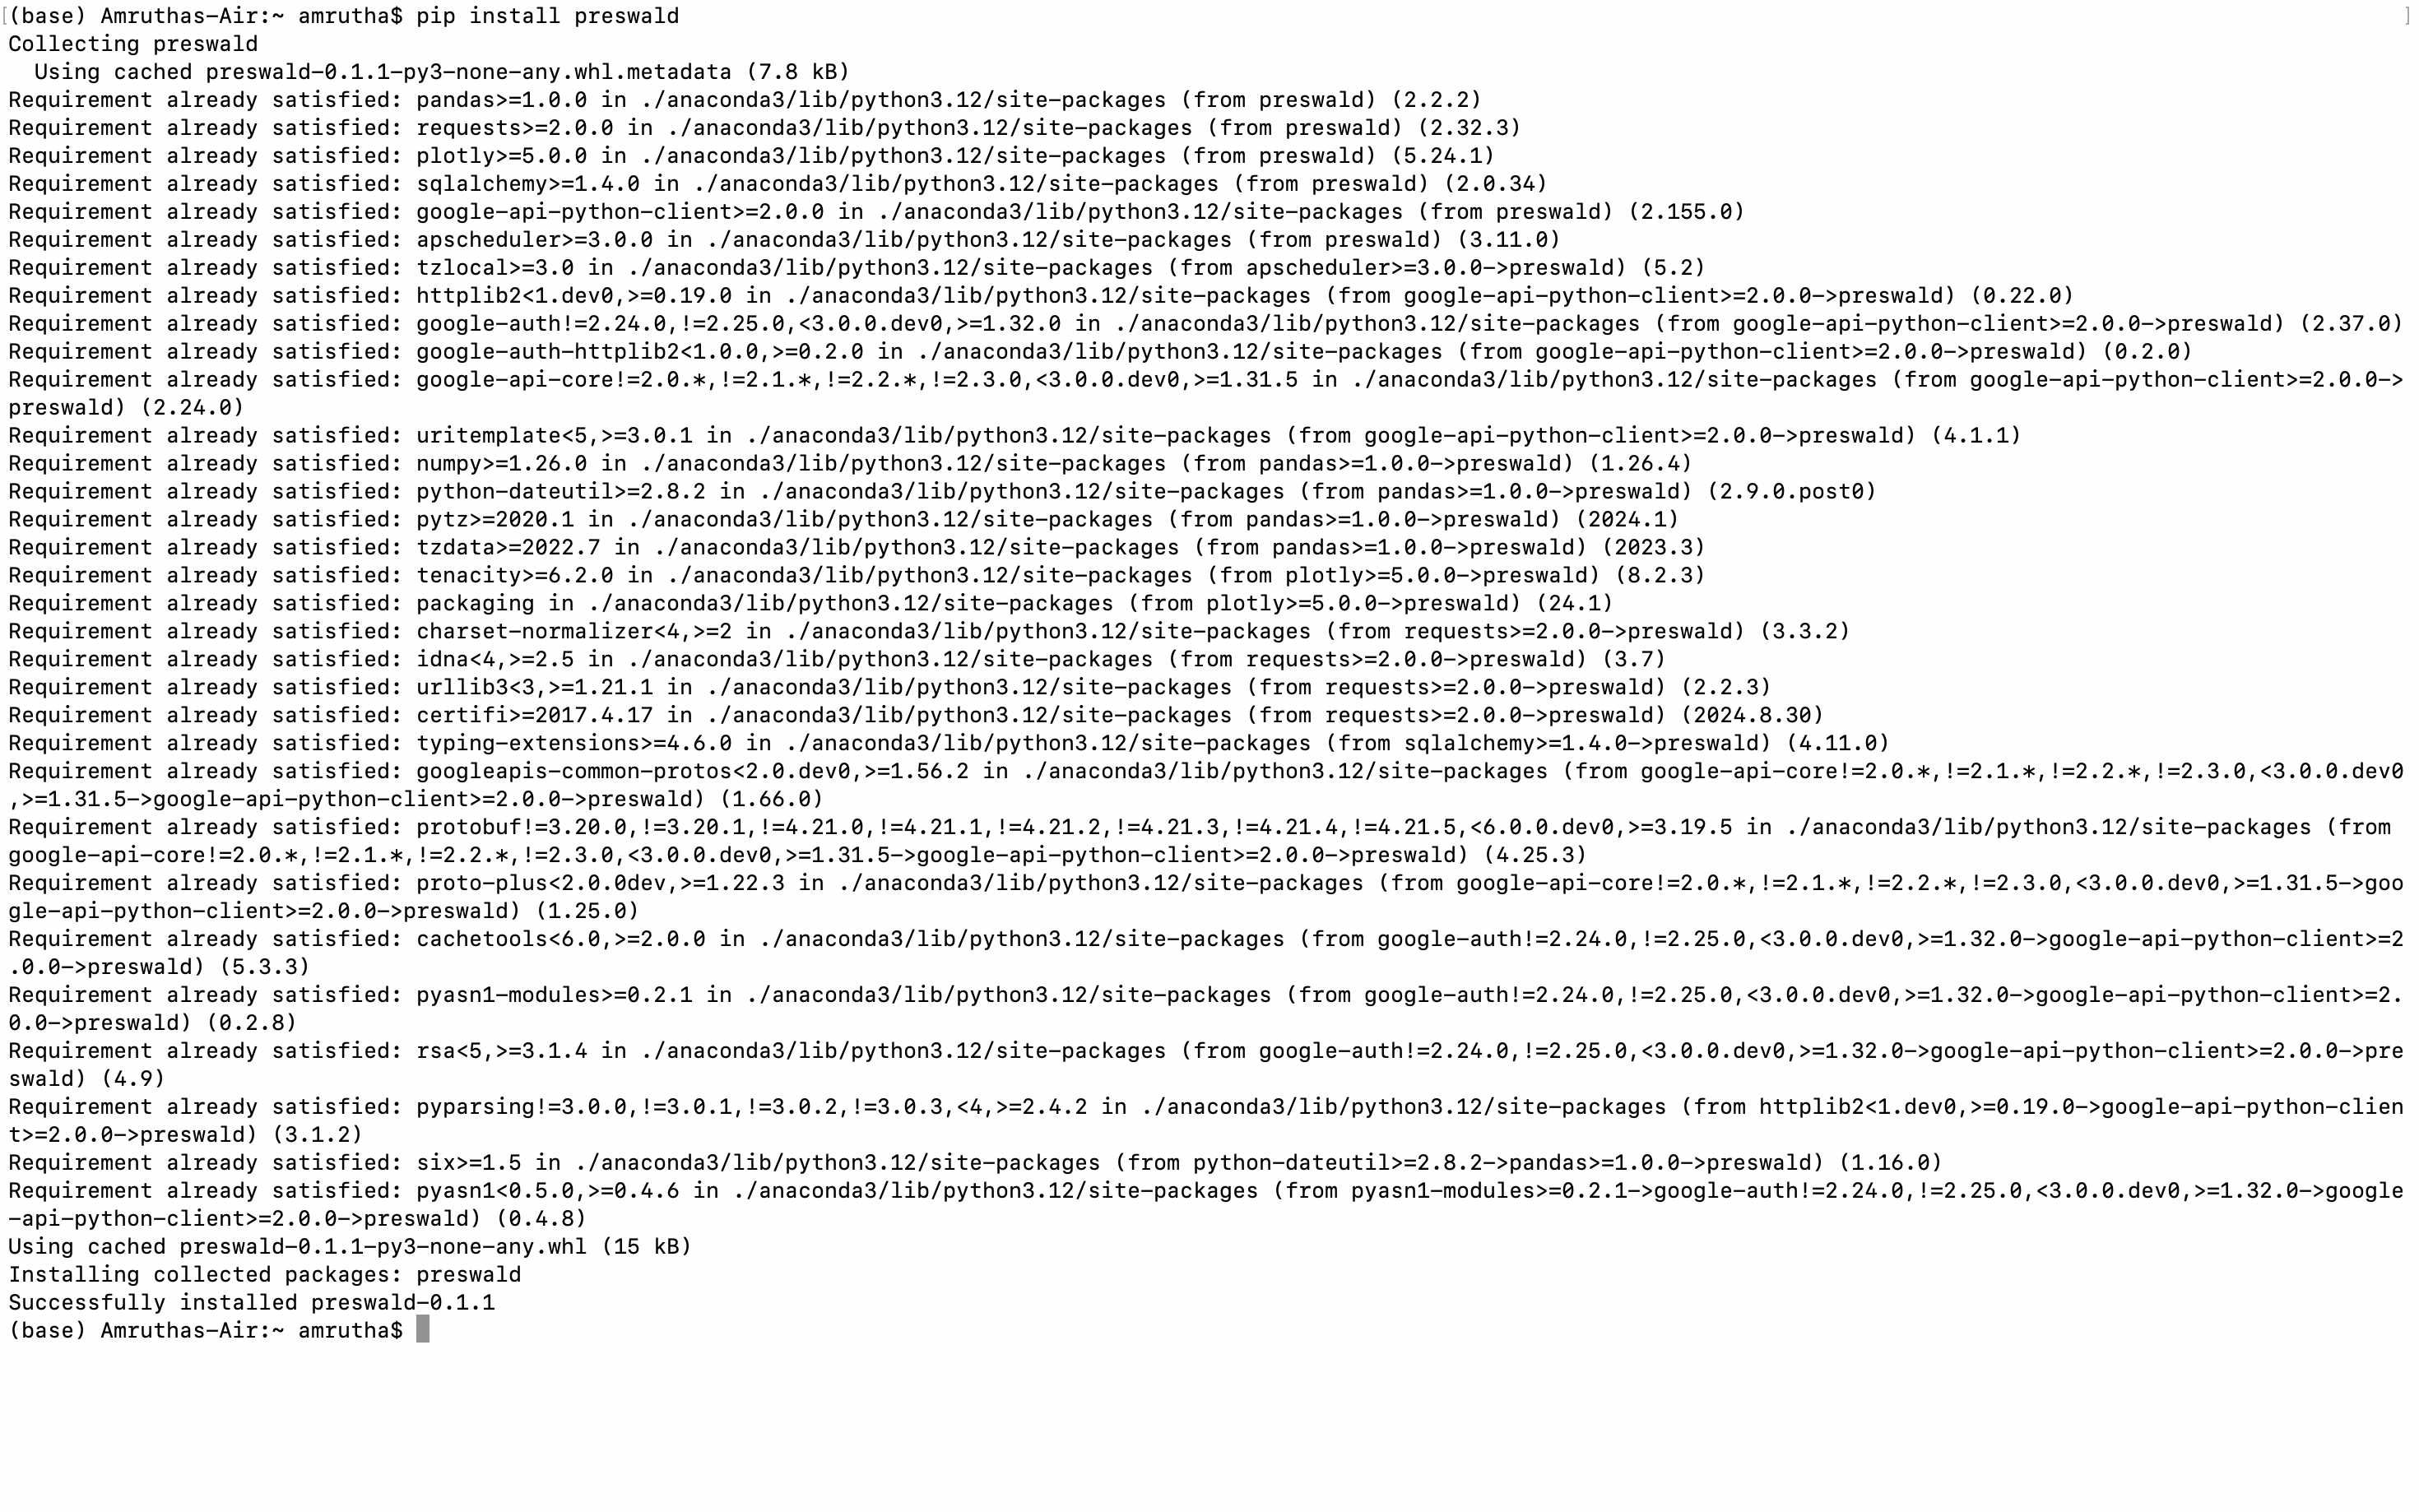 [(base) Amruthas-Air:~ amrutha$ pip install preswald ]
Collecting preswald
  Using cached preswald-0.1.1-py3-none-any.whl.metadata (7.8 kB)
Requirement already satisfied: pandas>=1.0.0 in ./anaconda3/lib/python3.12/site-packages (from preswald) (2.2.2)
Requirement already satisfied: requests>=2.0.0 in ./anaconda3/lib/python3.12/site-packages (from preswald) (2.32.3)
Requirement already satisfied: plotly>=5.0.0 in ./anaconda3/lib/python3.12/site-packages (from preswald) (5.24.1)
Requirement already satisfied: sqlalchemy>=1.4.0 in ./anaconda3/lib/python3.12/site-packages (from preswald) (2.0.34)
Requirement already satisfied: google-api-python-client>=2.0.0 in ./anaconda3/lib/python3.12/site-packages (from preswald) (2.155.0)
Requirement already satisfied: apscheduler>=3.0.0 in ./anaconda3/lib/python3.12/site-packages (from preswald) (3.11.0)
Requirement already satisfied: tzlocal>=3.0 in ./anaconda3/lib/python3.12/site-packages (from apscheduler>=3.0.0->preswald) (5.2)
Requirement already satisfied: httplib2<1.dev0,>=0.19.0 in ./anaconda3/lib/python3.12/site-packages (from google-api-python-client>=2.0.0->preswald) (0.22.0)
Requirement already satisfied: google-auth!=2.24.0,!=2.25.0,<3.0.0.dev0,>=1.32.0 in ./anaconda3/lib/python3.12/site-packages (from google-api-python-client>=2.0.0->preswald) (2.37.0)
Requirement already satisfied: google-auth-httplib2<1.0.0,>=0.2.0 in ./anaconda3/lib/python3.12/site-packages (from google-api-python-client>=2.0.0->preswald) (0.2.0)
Requirement already satisfied: google-api-core!=2.0.*,!=2.1.*,!=2.2.*,!=2.3.0,<3.0.0.dev0,>=1.31.5 in ./anaconda3/lib/python3.12/site-packages (from google-api-python-client>=2.0.0->
preswald) (2.24.0)
Requirement already satisfied: uritemplate<5,>=3.0.1 in ./anaconda3/lib/python3.12/site-packages (from google-api-python-client>=2.0.0->preswald) (4.1.1)
Requirement already satisfied: numpy>=1.26.0 in ./anaconda3/lib/python3.12/site-packages (from pandas>=1.0.0->preswald) (1.26.4)
Requirement already satisfied: python-dateutil>=2.8.2 in ./anaconda3/lib/python3.12/site-packages (from pandas>=1.0.0->preswald) (2.9.0.post0)
Requirement already satisfied: pytz>=2020.1 in ./anaconda3/lib/python3.12/site-packages (from pandas>=1.0.0->preswald) (2024.1)
Requirement already satisfied: tzdata>=2022.7 in ./anaconda3/lib/python3.12/site-packages (from pandas>=1.0.0->preswald) (2023.3)
Requirement already satisfied: tenacity>=6.2.0 in ./anaconda3/lib/python3.12/site-packages (from plotly>=5.0.0->preswald) (8.2.3)
Requirement already satisfied: packaging in ./anaconda3/lib/python3.12/site-packages (from plotly>=5.0.0->preswald) (24.1)
Requirement already satisfied: charset-normalizer<4,>=2 in ./anaconda3/lib/python3.12/site-packages (from requests>=2.0.0->preswald) (3.3.2)
Requirement already satisfied: idna<4,>=2.5 in ./anaconda3/lib/python3.12/site-packages (from requests>=2.0.0->preswald) (3.7)
Requirement already satisfied: urllib3<3,>=1.21.1 in ./anaconda3/lib/python3.12/site-packages (from requests>=2.0.0->preswald) (2.2.3)
Requirement already satisfied: certifi>=2017.4.17 in ./anaconda3/lib/python3.12/site-packages (from requests>=2.0.0->preswald) (2024.8.30)
Requirement already satisfied: typing-extensions>=4.6.0 in ./anaconda3/lib/python3.12/site-packages (from sqlalchemy>=1.4.0->preswald) (4.11.0)
Requirement already satisfied: googleapis-common-protos<2.0.dev0,>=1.56.2 in ./anaconda3/lib/python3.12/site-packages (from google-api-core!=2.0.*,!=2.1.*,!=2.2.*,!=2.3.0,<3.0.0.dev0
,>=1.31.5->google-api-python-client>=2.0.0->preswald) (1.66.0)
Requirement already satisfied: protobuf!=3.20.0,!=3.20.1,!=4.21.0,!=4.21.1,!=4.21.2,!=4.21.3,!=4.21.4,!=4.21.5,<6.0.0.dev0,>=3.19.5 in ./anaconda3/lib/python3.12/site-packages (from
google-api-core!=2.0.*,!=2.1.*,!=2.2.*,!=2.3.0,<3.0.0.dev0,>=1.31.5->google-api-python-client>=2.0.0->preswald) (4.25.3)
Requirement already satisfied: proto-plus<2.0.0dev,>=1.22.3 in ./anaconda3/lib/python3.12/site-packages (from google-api-core!=2.0.*,!=2.1.*,!=2.2.*,!=2.3.0,<3.0.0.dev0,>=1.31.5->goo
gle-api-python-client>=2.0.0->preswald) (1.25.0)
Requirement already satisfied: cachetools<6.0,>=2.0.0 in ./anaconda3/lib/python3.12/site-packages (from google-auth!=2.24.0,!=2.25.0,<3.0.0.dev0,>=1.32.0->google-api-python-client>=2
.0.0->preswald) (5.3.3)
Requirement already satisfied: pyasn1-modules>=0.2.1 in ./anaconda3/lib/python3.12/site-packages (from google-auth!=2.24.0,!=2.25.0,<3.0.0.dev0,>=1.32.0->google-api-python-client>=2.
0.0->preswald) (0.2.8)
Requirement already satisfied: rsa<5,>=3.1.4 in ./anaconda3/lib/python3.12/site-packages (from google-auth!=2.24.0,!=2.25.0,<3.0.0.dev0,>=1.32.0->google-api-python-client>=2.0.0->pre
swald) (4.9)
Requirement already satisfied: pyparsing!=3.0.0,!=3.0.1,!=3.0.2,!=3.0.3,<4,>=2.4.2 in ./anaconda3/lib/python3.12/site-packages (from httplib2<1.dev0,>=0.19.0->google-api-python-clien
t>=2.0.0->preswald) (3.1.2)
Requirement already satisfied: six>=1.5 in ./anaconda3/lib/python3.12/site-packages (from python-dateutil>=2.8.2->pandas>=1.0.0->preswald) (1.16.0)
Requirement already satisfied: pyasn1<0.5.0,>=0.4.6 in ./anaconda3/lib/python3.12/site-packages (from pyasn1-modules>=0.2.1->google-auth!=2.24.0,!=2.25.0,<3.0.0.dev0,>=1.32.0->google
-api-python-client>=2.0.0->preswald) (0.4.8)
Using cached preswald-0.1.1-py3-none-any.whl (15 kB)
Installing collected packages: preswald
Successfully installed preswald-0.1.1
(base) Amruthas-Air:~ amrutha$